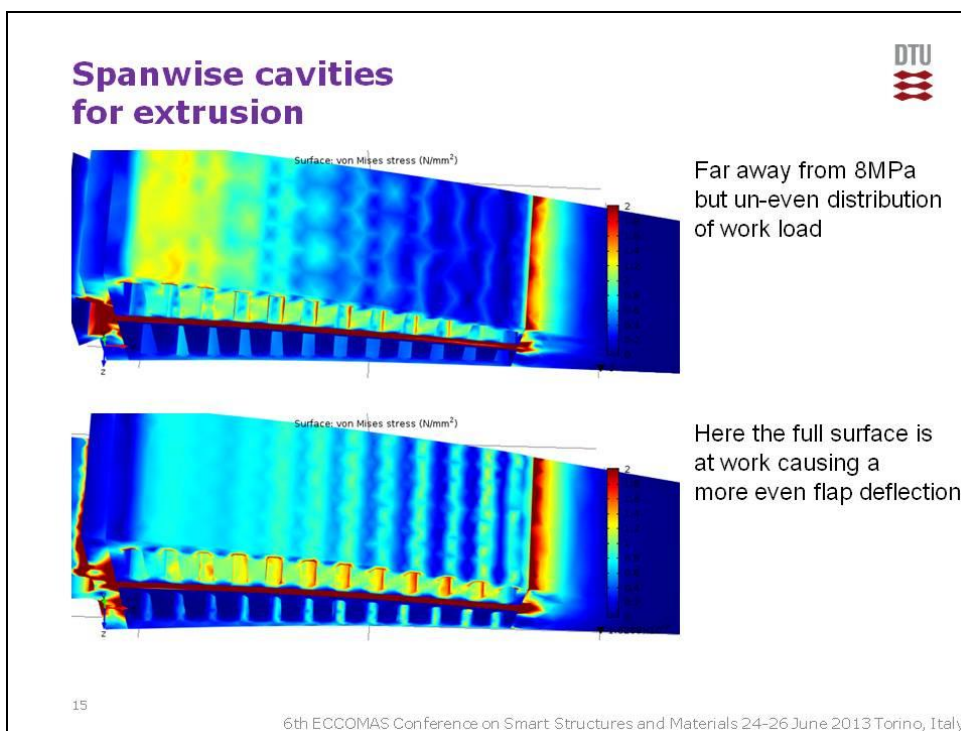 Spanwise cavities
for extrusion
DTU
Surface: von Mises stress (N/mm²)
Far away from 8MPa
but un-even distribution
of work load
2
z
Surface: von Mises stress (N/mm²)
Here the full surface is
at work causing a
more even flap deflection
2
z
15
6th ECCOMAS Conference on Smart Structures and Materials 24-26 June 2013 Torino, Italy